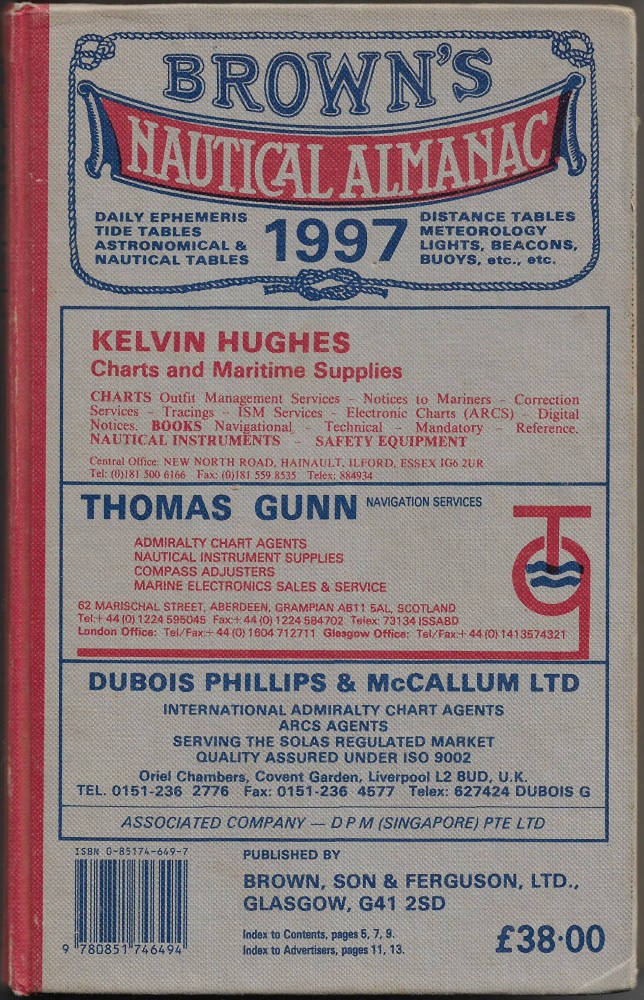 BROWN'S
NAUTICAL ALMANAC
DAILY EPHEMERIS
TIDE TABLES
ASTRONOMICAL &
NAUTICAL TABLES
1997
DISTANCE TABLES
METEOROLOGY
LIGHTS, BEACONS,
BUOYS, etc., etc.
KELVIN HUGHES
Charts and Maritime Supplies
CHARTS Outfit Management Services – Notices to Mariners – Correction
Services – Tracings – ISM Services – Electronic Charts (ARCS) – Digital
Notices. BOOKS Navigational – Technical – Mandatory – Reference.
NAUTICAL INSTRUMENTS – SAFETY EQUIPMENT
Central Office: NEW NORTH ROAD, HAINAULT, ILFORD, ESSEX IG6 2UR
Tel: (0)181 500 6166 Fax: (0)181 559 8535 Telex: 884934
THOMAS GUNN NAVIGATION SERVICES
ADMIRALTY CHART AGENTS
NAUTICAL INSTRUMENT SUPPLIES
COMPASS ADJUSTERS
MARINE ELECTRONICS SALES & SERVICE
62 MARISCHAL STREET, ABERDEEN, GRAMPIAN AB11 5AL, SCOTLAND
Tel:+ 44 (0) 1224 595045 Fax:+ 44 (0) 1224 584702 Telex: 73134 ISSABD
London Office: Tel/Fax:+ 44 (0) 1604 712711 Glasgow Office: Tel/Fax:+ 44 (0) 1413574321
TG
DUBOIS PHILLIPS & McCALLUM LTD
INTERNATIONAL ADMIRALTY CHART AGENTS
ARCS AGENTS
SERVING THE SOLAS REGULATED MARKET
QUALITY ASSURED UNDER ISO 9002
Oriel Chambers, Covent Garden, Liverpool L2 8UD, U.K.
TEL. 0151-236 2776 Fax: 0151-236 4577 Telex: 627424 DUBOIS G
ASSOCIATED COMPANY — D P M (SINGAPORE) PTE LTD
ISBN 0-85174-649-7
9 780851 746494
PUBLISHED BY
BROWN, SON & FERGUSON, LTD.,
GLASGOW, G41 2SD
Index to Contents, pages 5, 7, 9.
Index to Advertisers, pages 11, 13.
£38·00